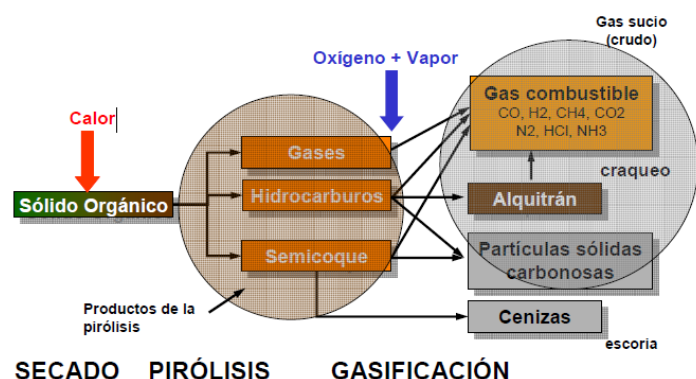 Gas sucio
(crudo)
Oxígeno + Vapor
Gas combustible
CO, H2, CH4, CO2
N2, HCl, NH3
Calor
Gases
craqueo
Hidrocarburos
Alquitrán
Sólido Orgánico
Semicoque
Partículas sólidas
carbonosas
Productos de la
pirólisis
Cenizas
escoria
SECADO PIRÓLISIS GASIFICACIÓN